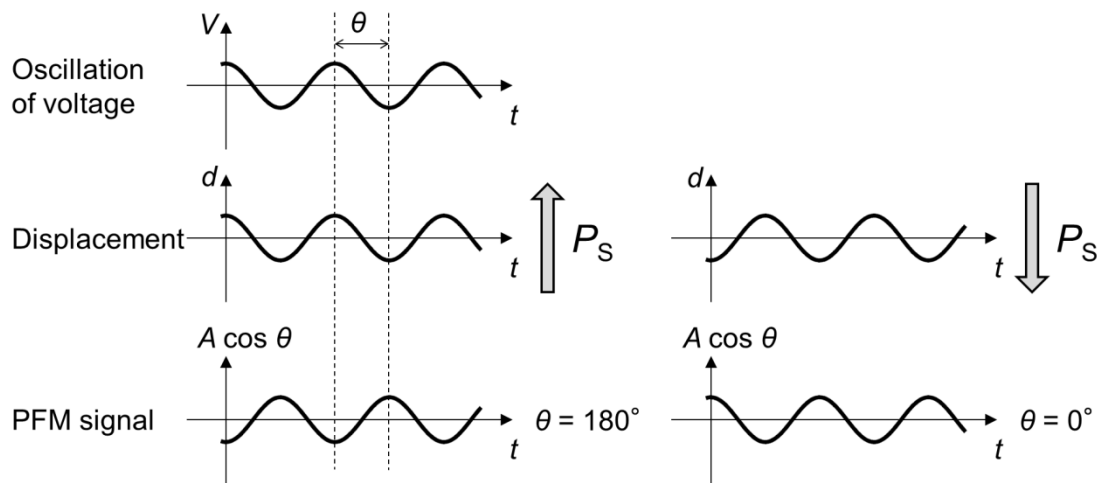 V
θ
Oscillation
of voltage
t
d
d
Displacement
P_S
P_S
t
t
A cos θ
A cos θ
PFM signal
θ = 180°
θ = 0°
t
t